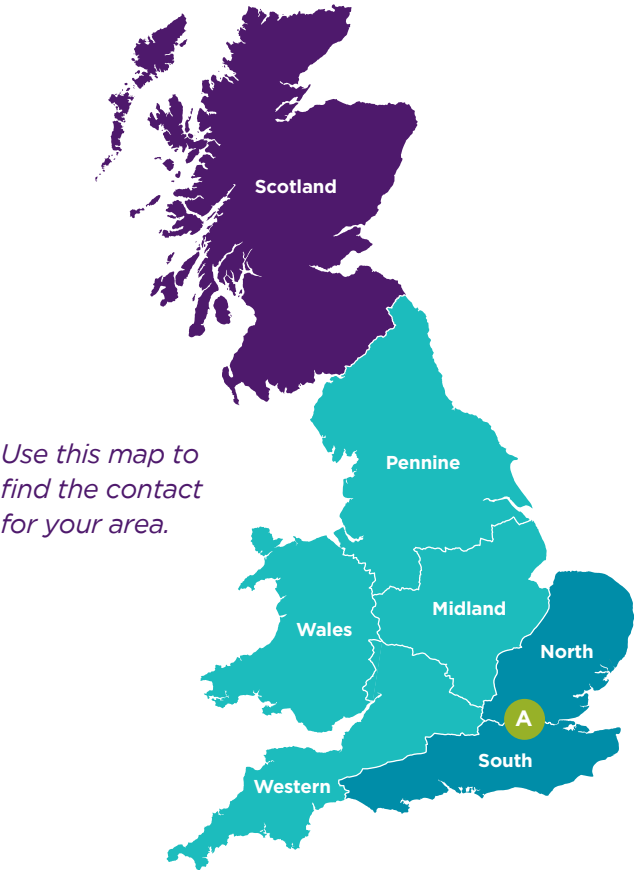 Scotland
Use this map to
find the contact
for your area.
Pennine
Midland
Wales
North
A
South
Western